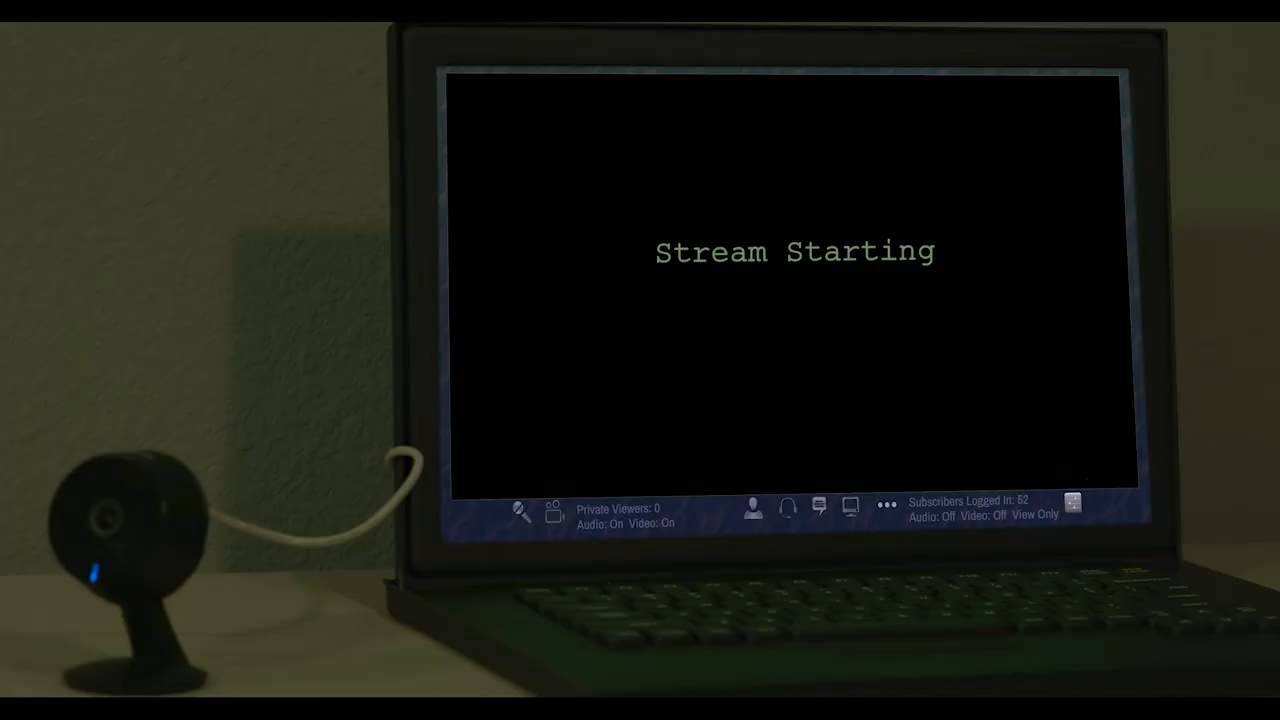 Stream Starting
Private Viewers: 0
Audio: On Video: On
Subscribers Logged In: 52
Audio: Off Video: Off View Only